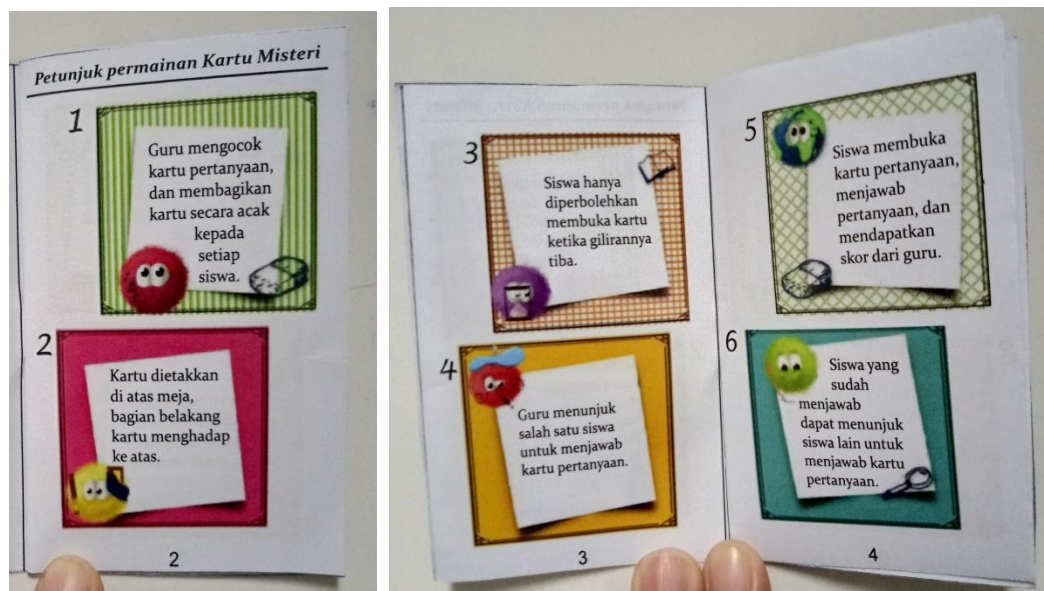 Petunjuk permainan Kartu Misteri
1
Guru mengocok
kartu pertanyaan,
dan membagikan
kartu secara acak
kepada
setiap
siswa.
2
Kartu dietakkan
di atas meja,
bagian belakang
kartu menghadap
ke atas.
2
3
Siswa hanya
diperbolehkan
membuka kartu
ketika gilirannya
tiba.
4
Guru menunjuk
salah satu siswa
untuk menjawab
kartu pertanyaan.
3
5
Siswa membuka
kartu pertanyaan,
menjawab
pertanyaan, dan
mendapatkan
skor dari guru.
6
Siswa yang
sudah
menjawab
dapat menunjuk
siswa lain untuk
menjawab kartu
pertanyaan.
4